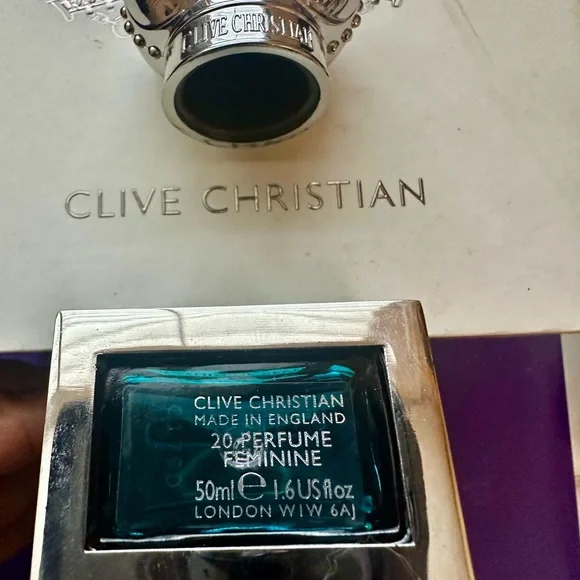 CLIVE CHRISTIAN
CLIVE CHRISTIAN
CLIVE CHRISTIAN
MADE IN ENGLAND
20 PERFUME
FEMININE
50ml e 1.6 US fl oz
LONDON W1W 6AJ